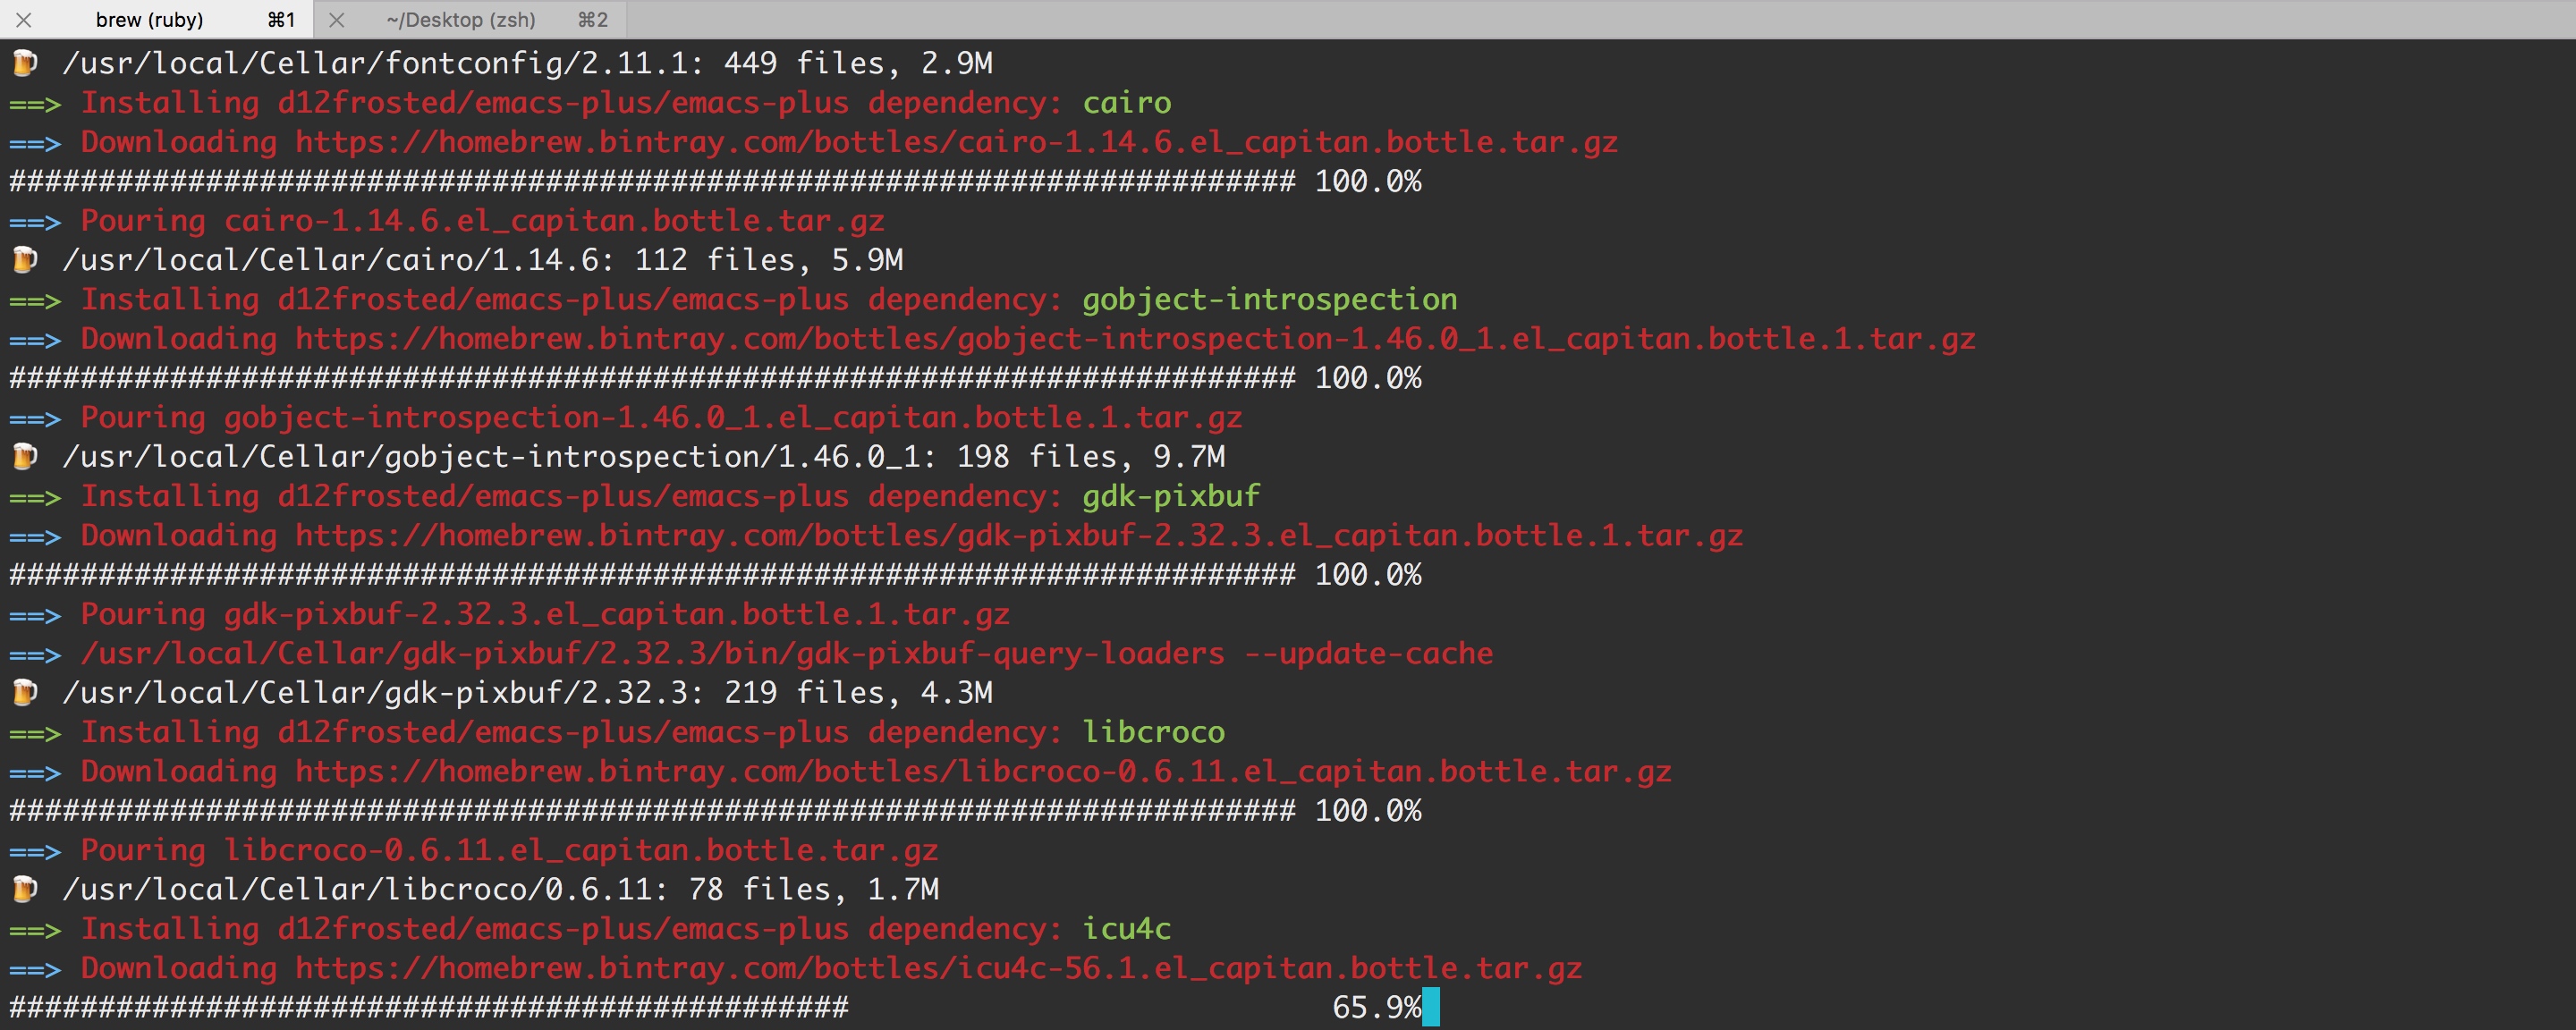 brew (ruby) ⌘1 ~/Desktop (zsh) ⌘2
🍺 /usr/local/Cellar/fontconfig/2.11.1: 449 files, 2.9M
==> Installing d12frosted/emacs-plus/emacs-plus dependency: cairo
==> Downloading https://homebrew.bintray.com/bottles/cairo-1.14.6.el_capitan.bottle.tar.gz
######################################################################## 100.0%
==> Pouring cairo-1.14.6.el_capitan.bottle.tar.gz
🍺 /usr/local/Cellar/cairo/1.14.6: 112 files, 5.9M
==> Installing d12frosted/emacs-plus/emacs-plus dependency: gobject-introspection
==> Downloading https://homebrew.bintray.com/bottles/gobject-introspection-1.46.0_1.el_capitan.bottle.1.tar.gz
######################################################################## 100.0%
==> Pouring gobject-introspection-1.46.0_1.el_capitan.bottle.1.tar.gz
🍺 /usr/local/Cellar/gobject-introspection/1.46.0_1: 198 files, 9.7M
==> Installing d12frosted/emacs-plus/emacs-plus dependency: gdk-pixbuf
==> Downloading https://homebrew.bintray.com/bottles/gdk-pixbuf-2.32.3.el_capitan.bottle.1.tar.gz
######################################################################## 100.0%
==> Pouring gdk-pixbuf-2.32.3.el_capitan.bottle.1.tar.gz
==> /usr/local/Cellar/gdk-pixbuf/2.32.3/bin/gdk-pixbuf-query-loaders --update-cache
🍺 /usr/local/Cellar/gdk-pixbuf/2.32.3: 219 files, 4.3M
==> Installing d12frosted/emacs-plus/emacs-plus dependency: libcroco
==> Downloading https://homebrew.bintray.com/bottles/libcroco-0.6.11.el_capitan.bottle.tar.gz
######################################################################## 100.0%
==> Pouring libcroco-0.6.11.el_capitan.bottle.tar.gz
🍺 /usr/local/Cellar/libcroco/0.6.11: 78 files, 1.7M
==> Installing d12frosted/emacs-plus/emacs-plus dependency: icu4c
==> Downloading https://homebrew.bintray.com/bottles/icu4c-56.1.el_capitan.bottle.tar.gz
############################################### 65.9%